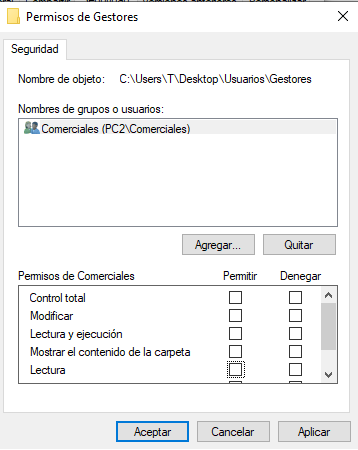 Permisos de Gestores
Seguridad
Nombre de objeto: C:\Users\T\Desktop\Usuarios\Gestores
Nombres de grupos o usuarios:
Comerciales (PC2\Comerciales)
Agregar... Quitar
Permisos de Comerciales Permitir Denegar
Control total
Modificar
Lectura y ejecución
Mostrar el contenido de la carpeta
Lectura
Aceptar Cancelar Aplicar